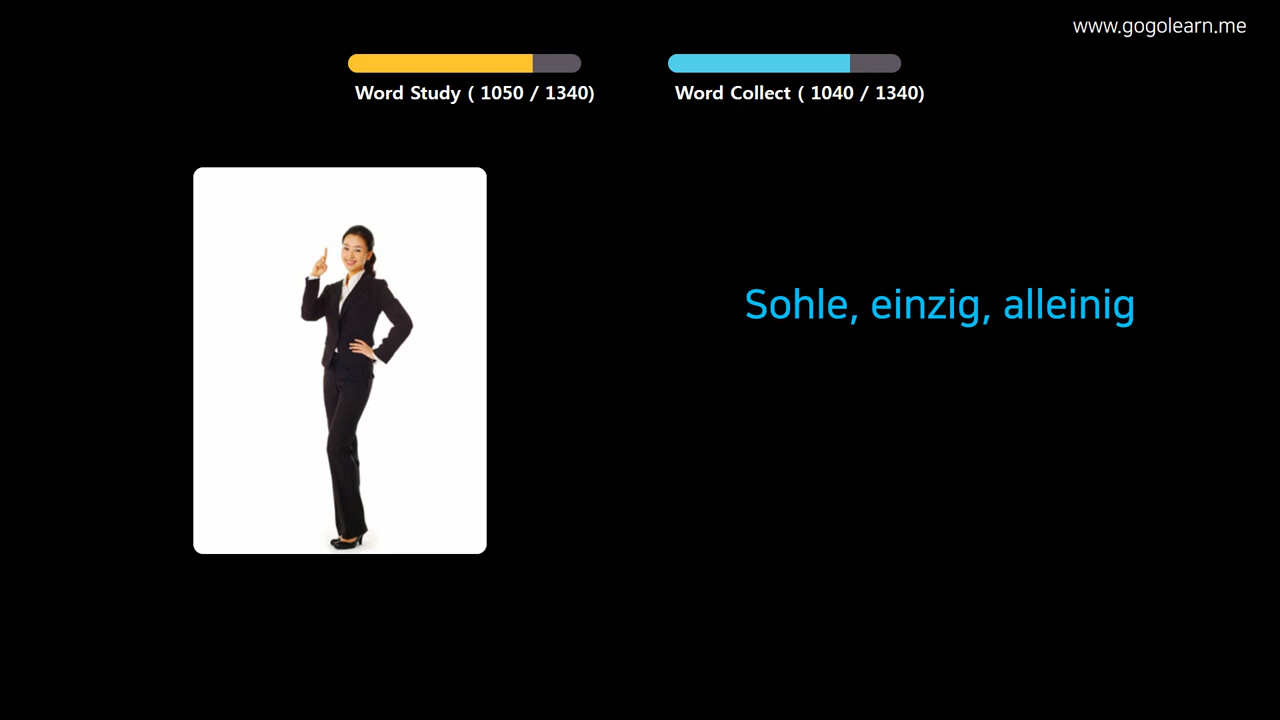 www.gogolearn.me
Word Study ( 1050 / 1340)
Word Collect ( 1040 / 1340)
Sohle, einzig, alleinig